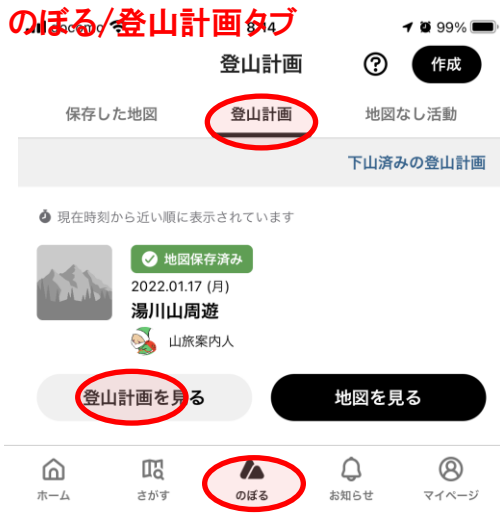 のぼる/登山計画タブ
docomo 8:14 99%
登山計画 ? 作成
保存した地図 登山計画 地図なし活動
下山済みの登山計画
現在時刻から近い順に表示されています
地図保存済み
2022.01.17 (月)
湯川山周遊
山旅案内人
登山計画を見る 地図を見る
ホーム さがす のぼる お知らせ マイページ